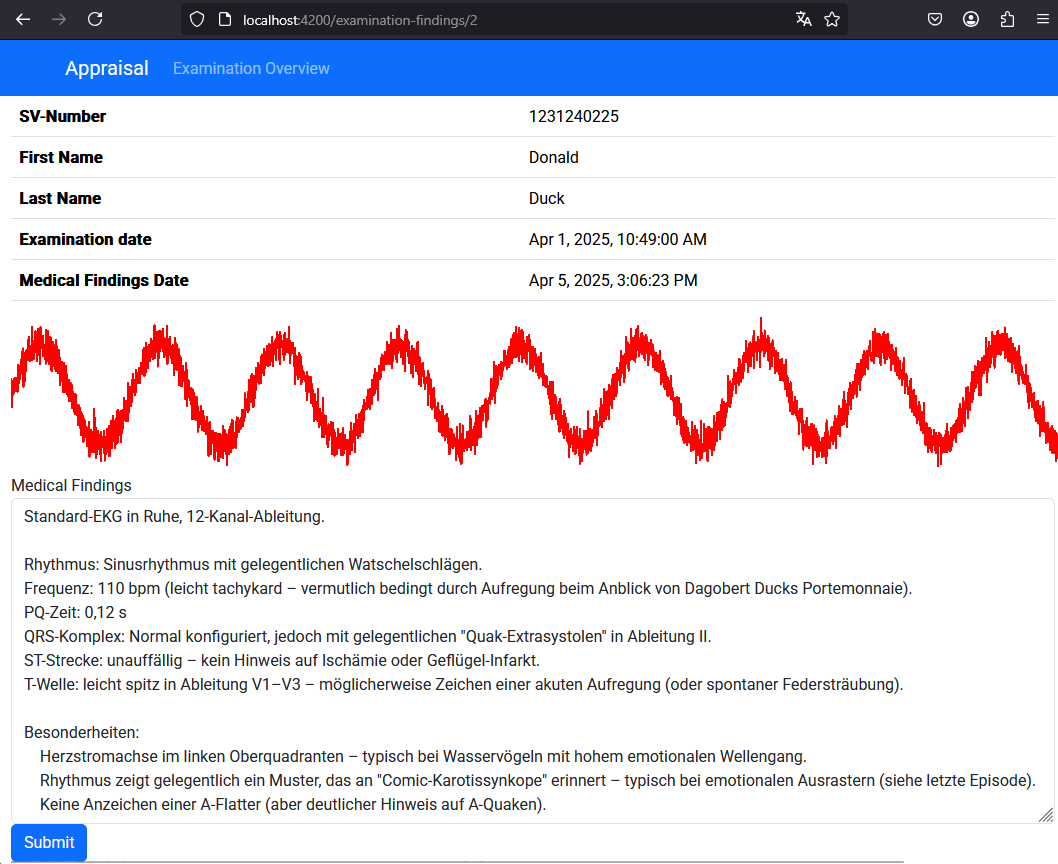 localhost:4200/examination-findings/2
Appraisal Examination Overview
SV-Number 1231240225
First Name Donald
Last Name Duck
Examination date Apr 1, 2025, 10:49:00 AM
Medical Findings Date Apr 5, 2025, 3:06:23 PM
Medical Findings
Standard-EKG in Ruhe, 12-Kanal-Ableitung.
Rhythmus: Sinusrhythmus mit gelegentlichen Watschelschlägen.
Frequenz: 110 bpm (leicht tachykard – vermutlich bedingt durch Aufregung beim Anblick von Dagobert Ducks Portemonnaie).
PQ-Zeit: 0,12 s
QRS-Komplex: Normal konfiguriert, jedoch mit gelegentlichen "Quak-Extrasystolen" in Ableitung II.
ST-Strecke: unauffällig – kein Hinweis auf Ischämie oder Geflügel-Infarkt.
T-Welle: leicht spitz in Ableitung V1–V3 – möglicherweise Zeichen einer akuten Aufregung (oder spontaner Federsträubung).
Besonderheiten:
Herzstromachse im linken Oberquadranten – typisch bei Wasservögeln mit hohem emotionalen Wellengang.
Rhythmus zeigt gelegentlich ein Muster, das an "Comic-Karotissynkope" erinnert – typisch bei emotionalen Ausrastern (siehe letzte Episode).
Keine Anzeichen einer A-Flatter (aber deutlicher Hinweis auf A-Quaken).
Submit